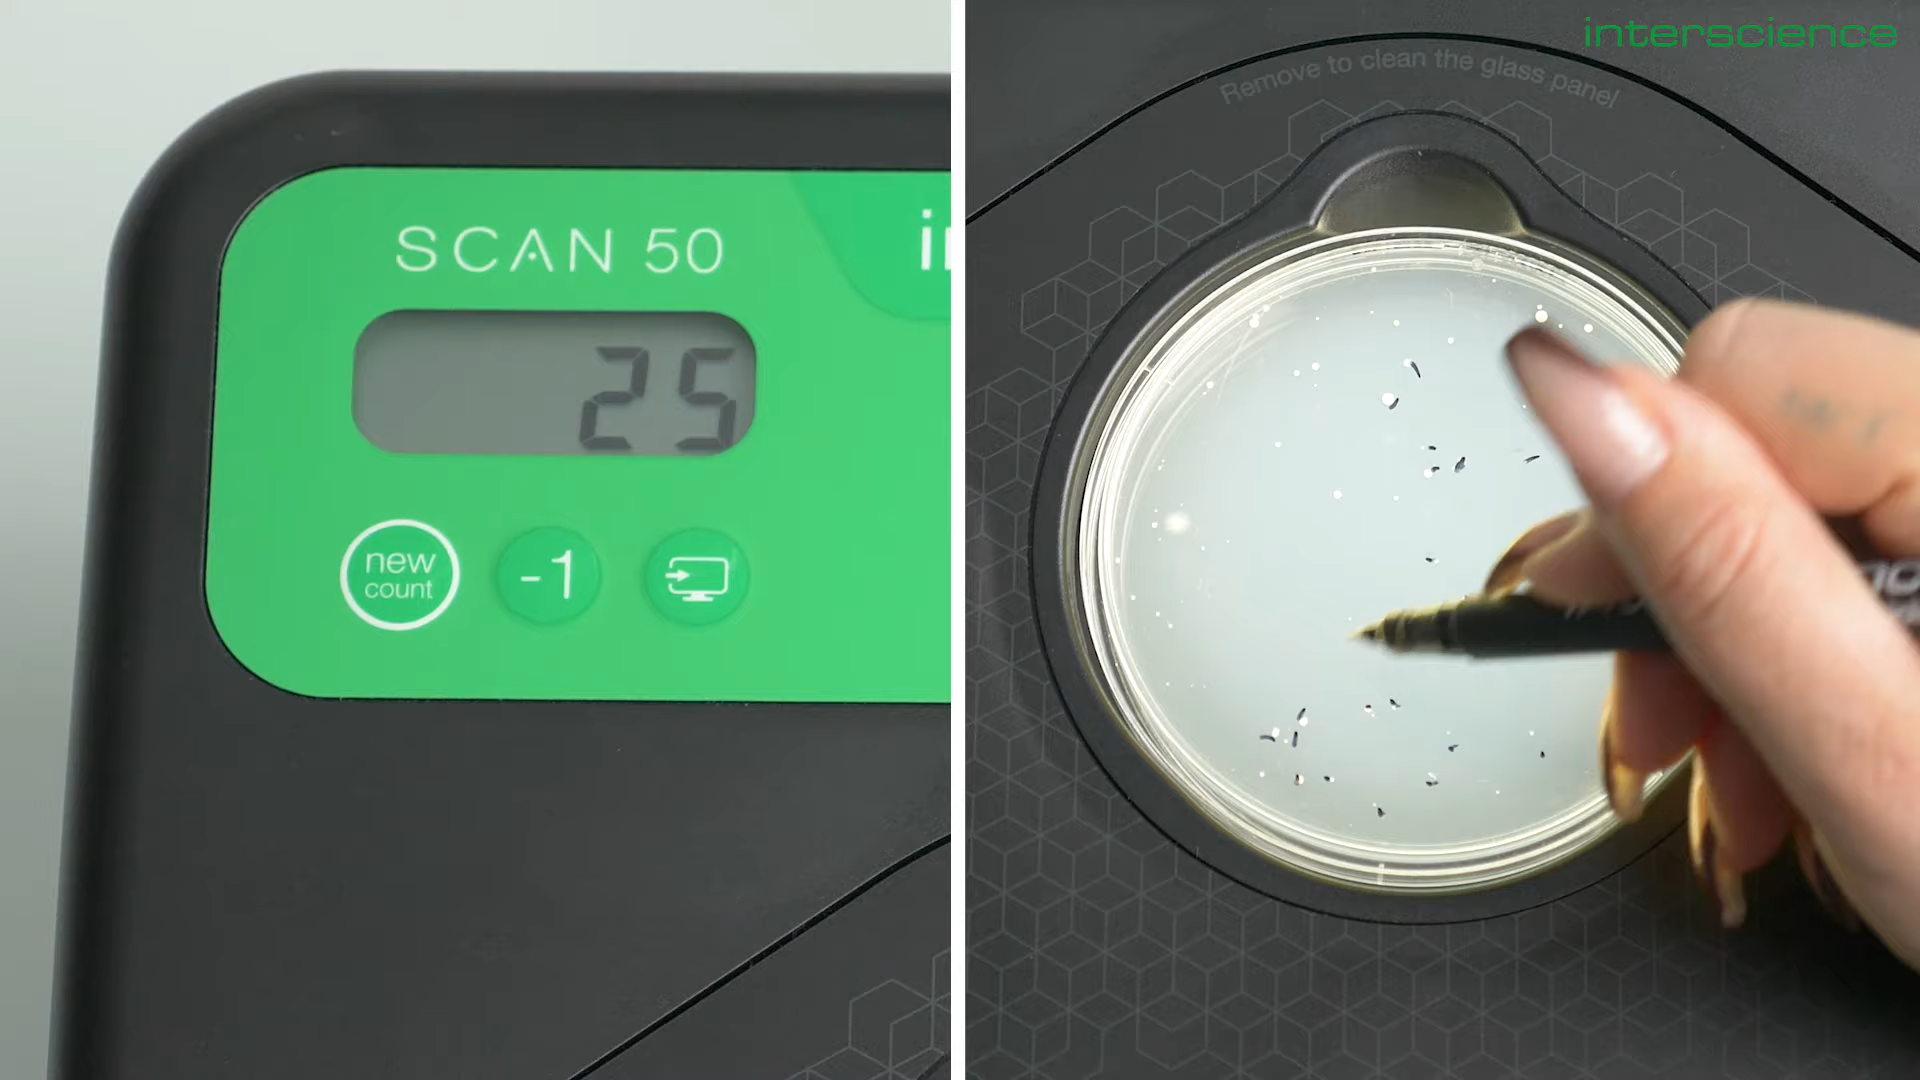 SCAN 50
25
new
count
-1
interscience
Remove to clean the glass panel